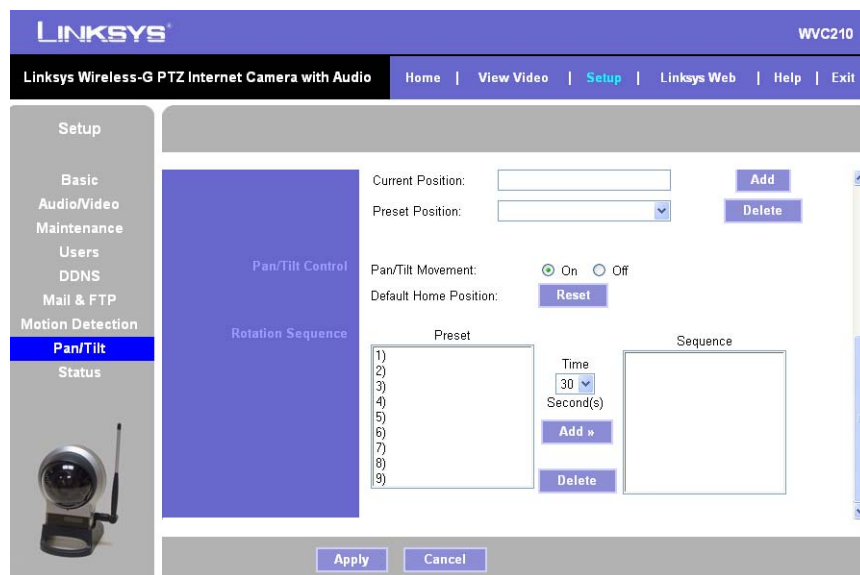 LINKSYS®
WVC210
Linksys Wireless-G PTZ Internet Camera with Audio
Home | View Video | Setup | Linksys Web | Help | Exit
Setup
Basic
Audio/Video
Maintenance
Users
DDNS
Mail & FTP
Motion Detection
Pan/Tilt
Status
Current Position:
Add
Preset Position:
Delete
Pan/Tilt Control
Pan/Tilt Movement:
On
Off
Default Home Position:
Reset
Rotation Sequence
Preset
1)
2)
3)
4)
5)
6)
7)
8)
9)
Time
30
Second(s)
Add »
Delete
Sequence
Apply
Cancel